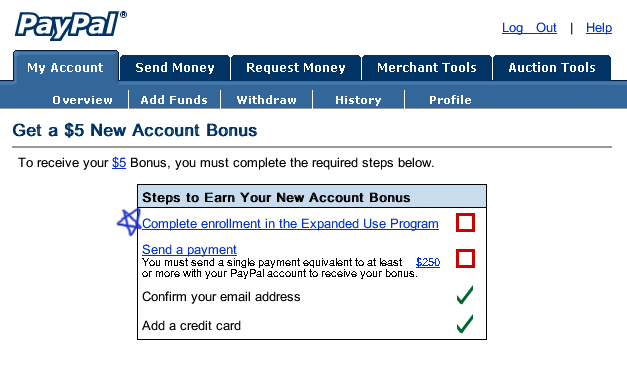 PayPal®
Log Out | Help
My Account Send Money Request Money Merchant Tools Auction Tools
Overview Add Funds Withdraw History Profile
Get a $5 New Account Bonus
To receive your $5 Bonus, you must complete the required steps below.
Steps to Earn Your New Account Bonus
Complete enrollment in the Expanded Use Program
Send a payment
You must send a single payment equivalent to at least $250
or more with your PayPal account to receive your bonus.
Confirm your email address
Add a credit card